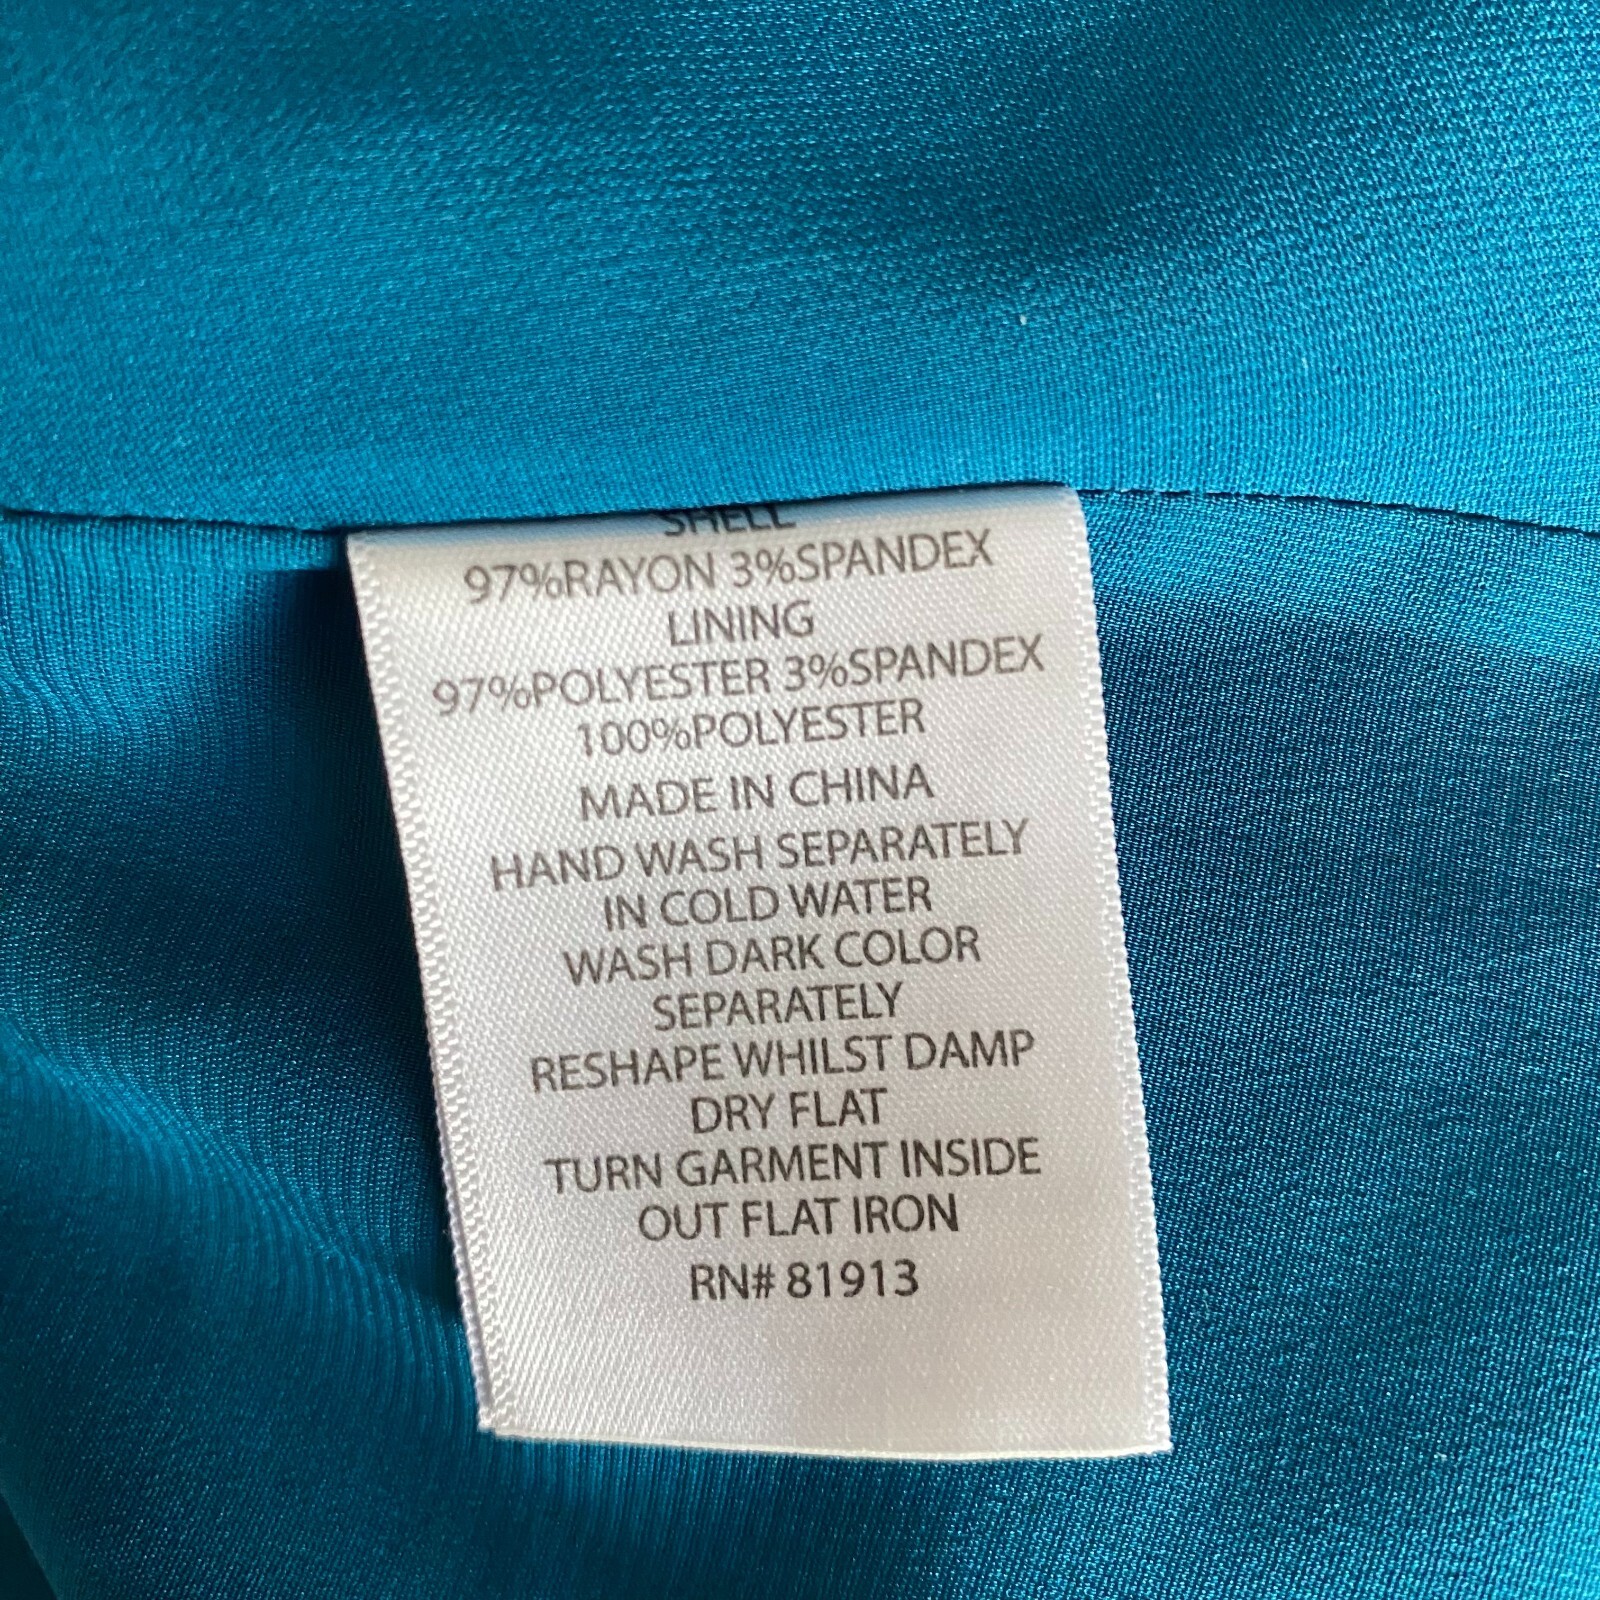 SHELL
97%RAYON 3%SPANDEX
LINING
97%POLYESTER 3%SPANDEX
100%POLYESTER
MADE IN CHINA
HAND WASH SEPARATELY
IN COLD WATER
WASH DARK COLOR
SEPARATELY
RESHAPE WHILST DAMP
DRY FLAT
TURN GARMENT INSIDE
OUT FLAT IRON
RN# 81913